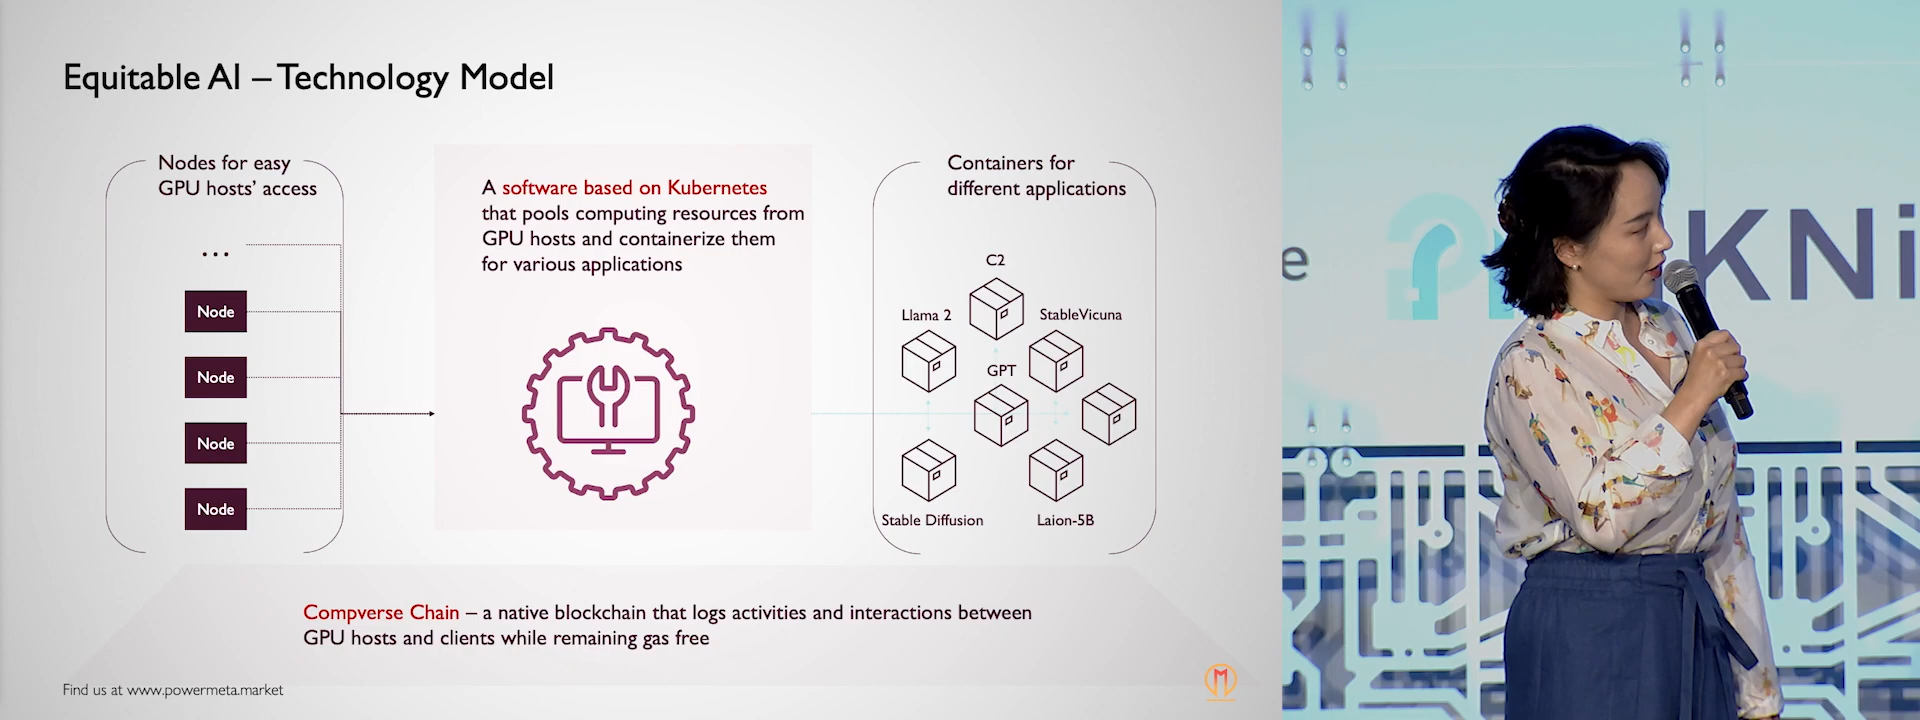 Equitable AI – Technology Model
Nodes for easy
GPU hosts' access
...
Node
Node
Node
Node
A software based on Kubernetes
that pools computing resources from
GPU hosts and containerize them
for various applications
Containers for
different applications
C2
Llama 2
StableVicuna
GPT
Stable Diffusion
Laion-5B
Compverse Chain – a native blockchain that logs activities and interactions between
GPU hosts and clients while remaining gas free
Find us at www.powermeta.market
M
e
KNi